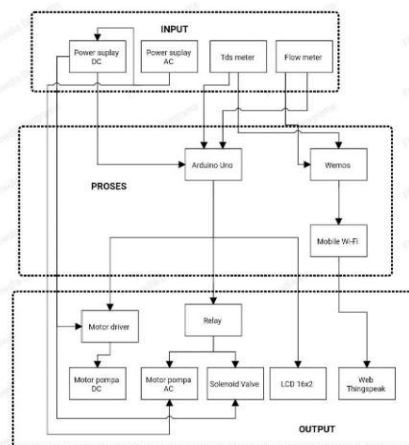 INPUT
Power suplay
DC
Power suplay
AC
Tds meter
Flow meter
Arduino Uno
Wemos
PROSES
Mobile Wi-Fi
Motor driver
Relay
Motor pompa
DC
Motor pompa
AC
Solenoid Valve
LCD 16x2
Web
Thingspeak
OUTPUT